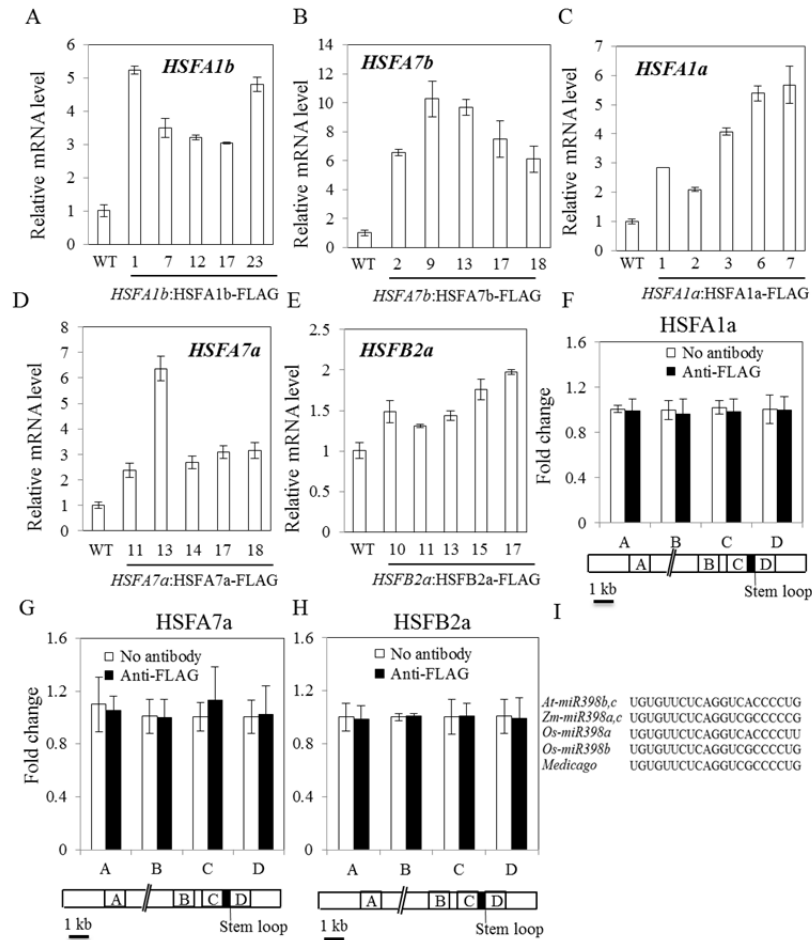 A
Relative mRNA level
HSFA1b
6
5
4
3
2
1
0
WT 1 7 12 17 23
HSFA1b:HSFA1b-FLAG
B
Relative mRNA level
HSFA7b
14
12
10
8
6
4
2
0
WT 2 9 13 17 18
HSFA7b:HSFA7b-FLAG
C
Relative mRNA level
HSFA1a
7
6
5
4
3
2
1
0
WT 1 2 3 6 7
HSFA1a:HSFA1a-FLAG
D
Relative mRNA level
HSFA7a
8
7
6
5
4
3
2
1
0
WT 11 13 14 17 18
HSFA7a:HSFA7a-FLAG
E
Relative mRNA level
HSFB2a
2.5
2
1.5
1
0.5
0
WT 10 11 13 15 17
HSFB2a:HSFB2a-FLAG
F
HSFA1a
Fold change
No antibody
Anti-FLAG
1.6
1.2
0.8
0.4
0
A B C D
A B C D
1 kb
Stem loop
G
HSFA7a
Fold change
No antibody
Anti-FLAG
1.6
1.2
0.8
0.4
0
A B C D
A B C D
1 kb
Stem loop
H
HSFB2a
No antibody
Anti-FLAG
1.6
1.2
0.8
0.4
0
A B C D
A B C D
1 kb
Stem loop
I
At-miR398b,c UGUGUUCUCAGGUCACCCCUG
Zm-miR398a,c UGUGUUCUCAGGUCGCCCCCG
Os-miR398a UGUGUUCUCAGGUCACCCCUU
Os-miR398b UGUGUUCUCAGGUCGCCCCUG
Medicago UGUGUUCUCAGGUCGCCCCUG